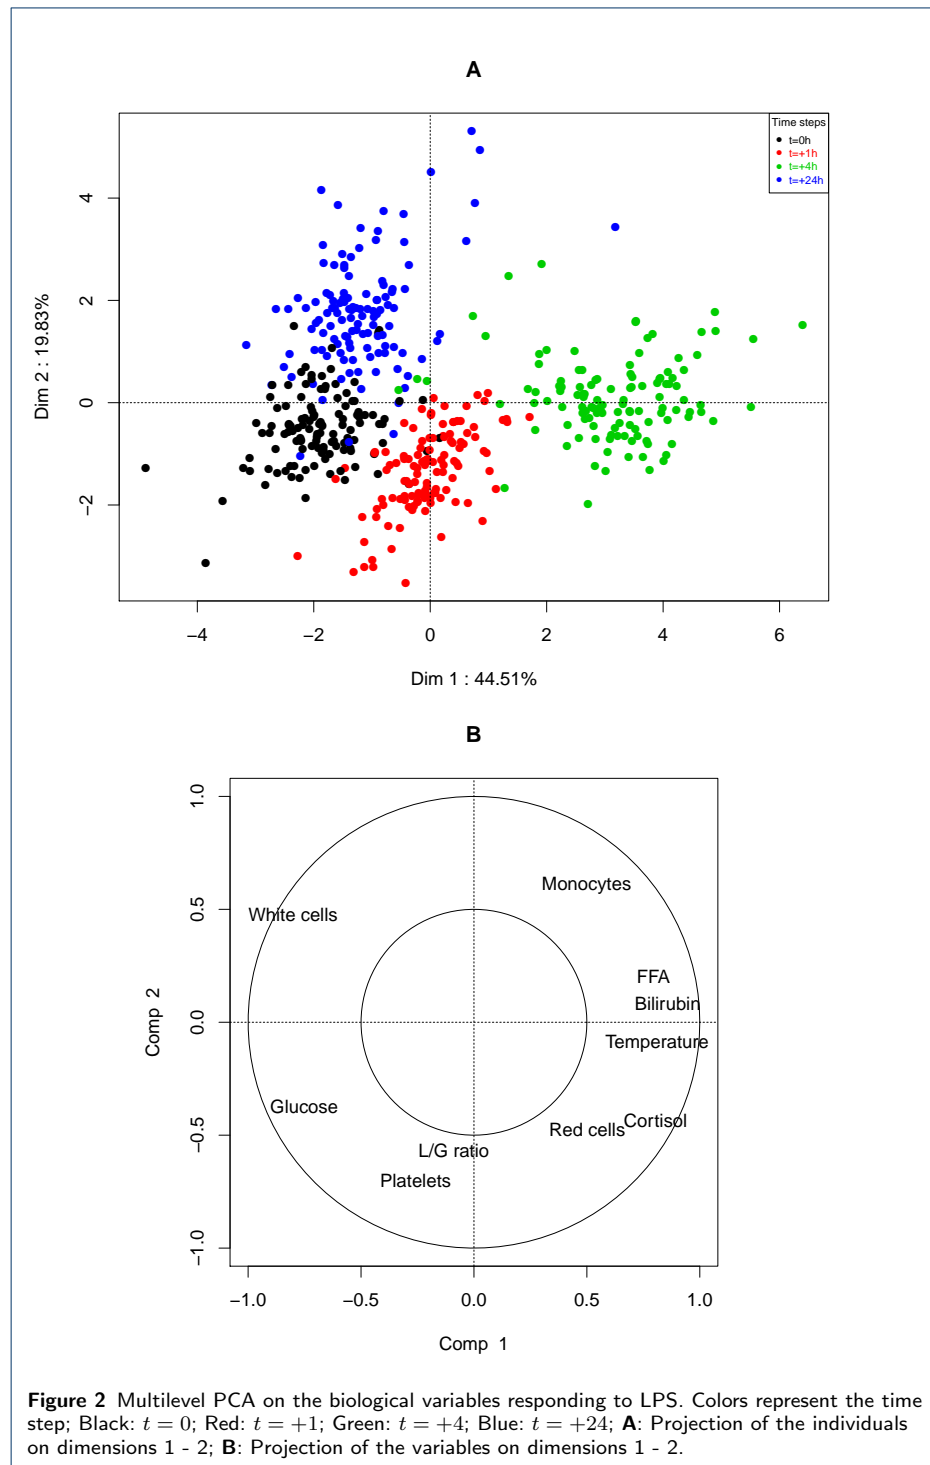 A
Time steps
t=0h
t=+1h
t=+4h
t=+24h
4
2
0
−2
Dim 2 : 19.83%
−4 −2 0 2 4 6
Dim 1 : 44.51%
B
1.0
0.5
0.0
−0.5
−1.0
Comp 2
Monocytes
White cells
FFA
Bilirubin
Temperature
Glucose
Cortisol
Red cells
L/G ratio
Platelets
−1.0 −0.5 0.0 0.5 1.0
Comp 1
Figure 2 Multilevel PCA on the biological variables responding to LPS. Colors represent the time
step; Black: t = 0; Red: t = +1; Green: t = +4; Blue: t = +24; A: Projection of the individuals
on dimensions 1 - 2; B: Projection of the variables on dimensions 1 - 2.